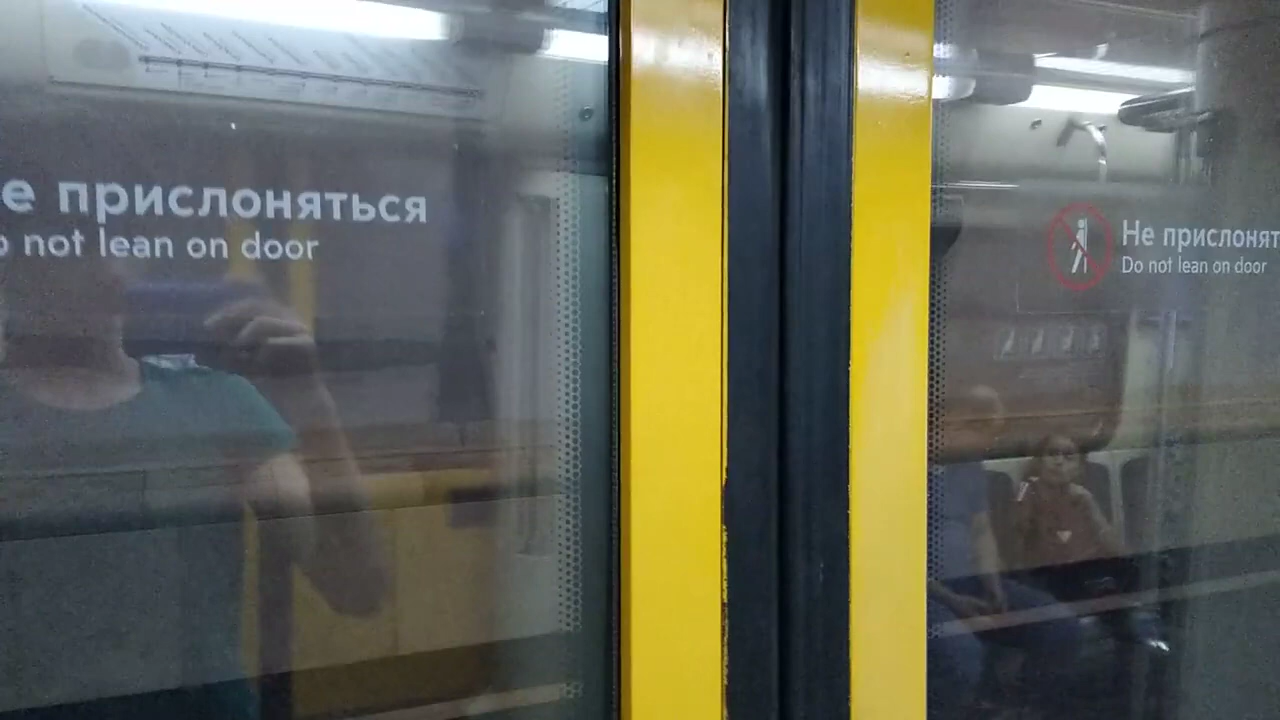 е прислоняться
not lean on door
Не прислонят
Do not lean on door